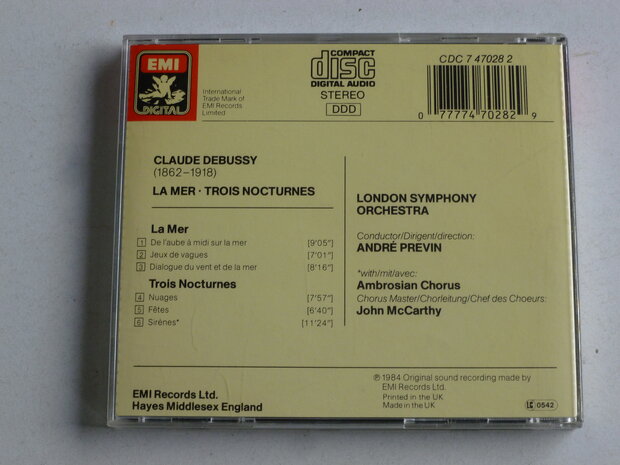 EMI
DIGITAL
International
Trade Mark of
EMI Records
Limited
COMPACT
disc
DIGITAL AUDIO
STEREO
DDD
CDC 7 47028 2
0 77774 70282 9
CLAUDE DEBUSSY
(1862–1918)
LA MER · TROIS NOCTURNES
La Mer
1 De l'aube à midi sur la mer [9'05"]
2 Jeux de vagues [7'01"]
3 Dialogue du vent et de la mer [8'16"]
Trois Nocturnes
4 Nuages [7'57"]
5 Fêtes [6'40"]
6 Sirènes* [11'24"]
LONDON SYMPHONY
ORCHESTRA
Conductor/Dirigent/direction:
ANDRÉ PREVIN
*with/mit/avec:
Ambrosian Chorus
Chorus Master/Chorleitung/Chef des Choeurs:
John McCarthy
EMI Records Ltd.
Hayes Middlesex England
℗ 1984 Original sound recording made by
EMI Records Ltd.
Printed in the UK
Made in the UK
LC 0542